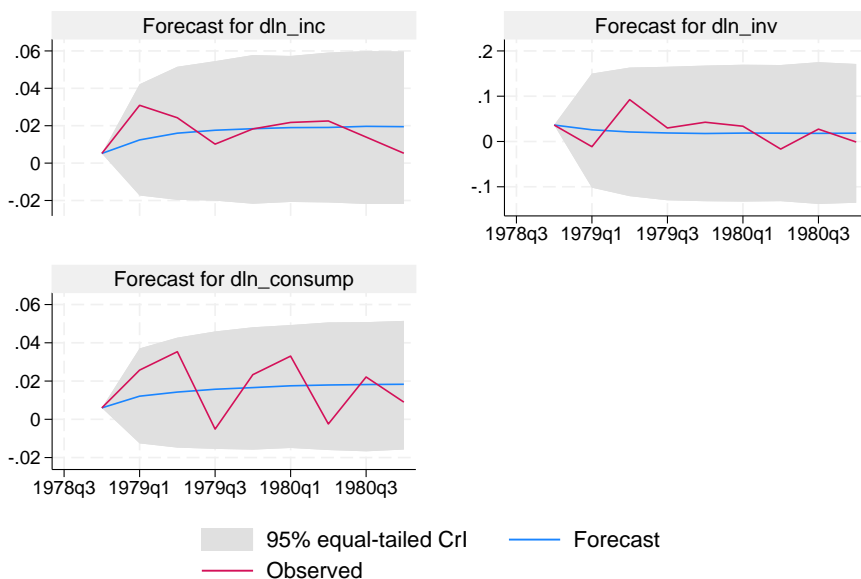 Forecast for dln_inc
.06
.04
.02
0
-.02
Forecast for dln_inv
.2
.1
0
-.1
1978q3 1979q1 1979q3 1980q1 1980q3
Forecast for dln_consump
.06
.04
.02
0
-.02
1978q3 1979q1 1979q3 1980q1 1980q3
95% equal-tailed CrI Forecast
Observed